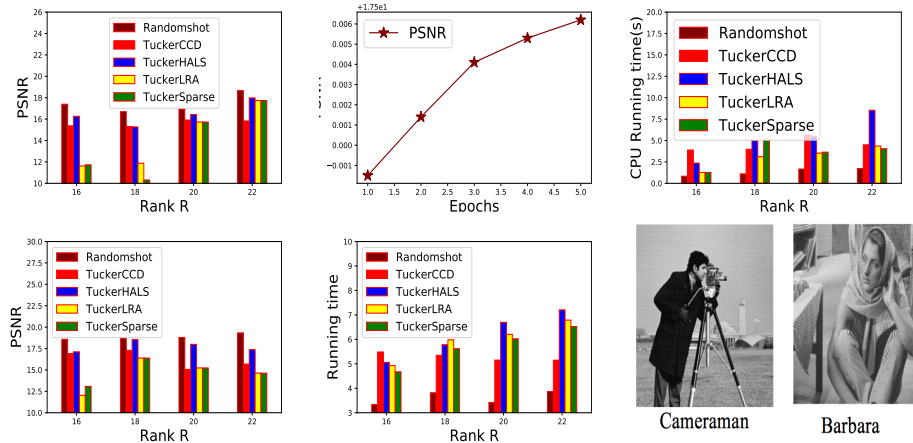 26
24
22
20
18
16
14
12
10
PSNR
Randomshot
TuckerCCD
TuckerHALS
TuckerLRA
TuckerSparse
16
18
20
22
Rank R
+1.75e1
0.006
0.005
0.004
0.003
0.002
0.001
0.000
−0.001
PSNR
1.0
1.5
2.0
2.5
3.0
3.5
4.0
4.5
5.0
Epochs
20.0
17.5
15.0
12.5
10.0
7.5
5.0
2.5
0.0
CPU Running time(s)
Randomshot
TuckerCCD
TuckerHALS
TuckerLRA
TuckerSparse
16
18
20
22
Rank R
30.0
27.5
25.0
22.5
20.0
17.5
15.0
12.5
10.0
PSNR
Randomshot
TuckerCCD
TuckerHALS
TuckerLRA
TuckerSparse
16
18
20
22
Rank R
10
9
8
7
6
5
4
3
Running time
Randomshot
TuckerCCD
TuckerHALS
TuckerLRA
TuckerSparse
16
18
20
22
Rank R
Cameraman
Barbara